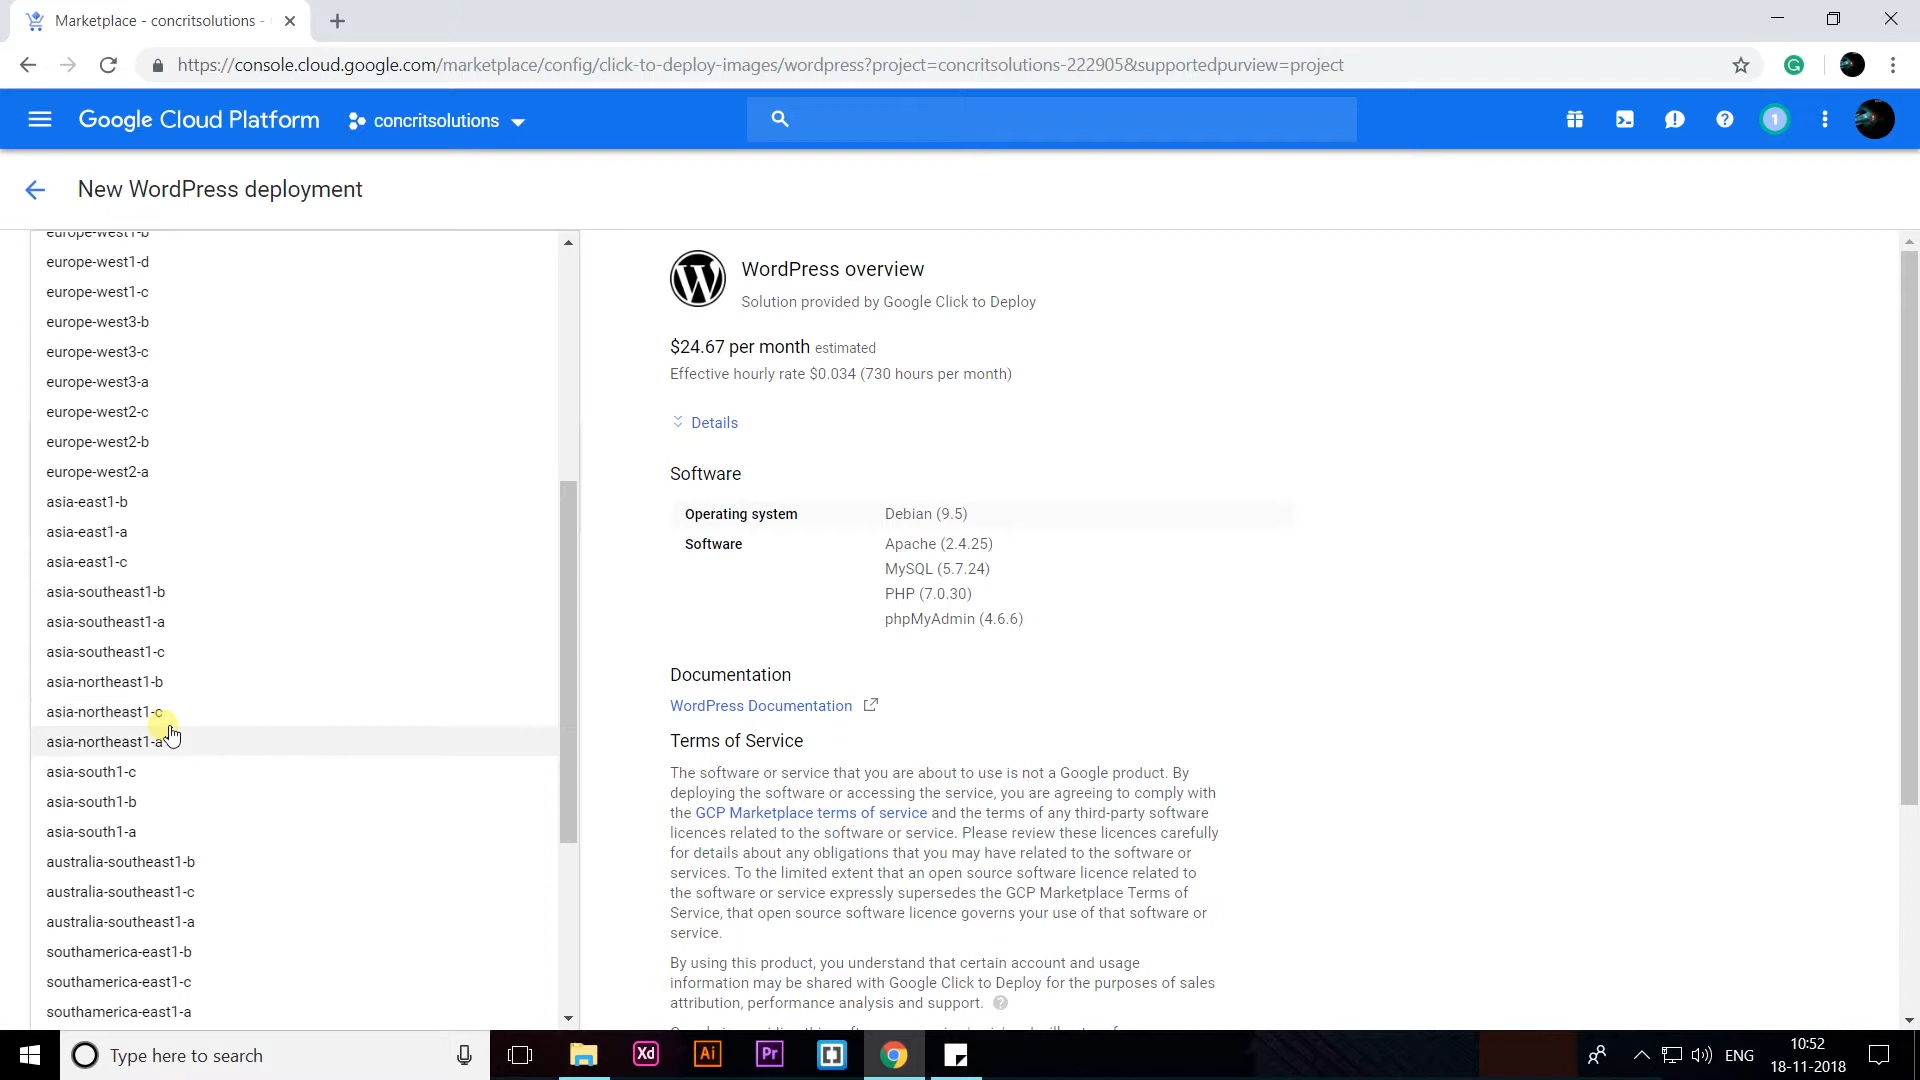 Marketplace - concritsolutions -
https://console.cloud.google.com/marketplace/config/click-to-deploy-images/wordpress?project=concritsolutions-222905&supportedpurview=project
Google Cloud Platform
concritsolutions
1
New WordPress deployment
europe-west1-b
europe-west1-d
europe-west1-c
europe-west3-b
europe-west3-c
europe-west3-a
europe-west2-c
europe-west2-b
europe-west2-a
asia-east1-b
asia-east1-a
asia-east1-c
asia-southeast1-b
asia-southeast1-a
asia-southeast1-c
asia-northeast1-b
asia-northeast1-c
asia-northeast1-a
asia-south1-c
asia-south1-b
asia-south1-a
australia-southeast1-b
australia-southeast1-c
australia-southeast1-a
southamerica-east1-b
southamerica-east1-c
southamerica-east1-a
WordPress overview
Solution provided by Google Click to Deploy
$24.67 per month estimated
Effective hourly rate $0.034 (730 hours per month)
Details
Software
Operating system Debian (9.5)
Software Apache (2.4.25)
MySQL (5.7.24)
PHP (7.0.30)
phpMyAdmin (4.6.6)
Documentation
WordPress Documentation
Terms of Service
The software or service that you are about to use is not a Google product. By
deploying the software or accessing the service, you are agreeing to comply with
the GCP Marketplace terms of service and the terms of any third-party software
licences related to the software or service. Please review these licences carefully
for details about any obligations that you may have related to the software or
services. To the limited extent that an open source software licence related to
the software or service expressly supersedes the GCP Marketplace Terms of
Service, that open source software licence governs your use of that software or
service.
By using this product, you understand that certain account and usage
information may be shared with Google Click to Deploy for the purposes of sales
attribution, performance analysis and support.
Type here to search
Xd
Ai
Pr
ENG
10:52
18-11-2018